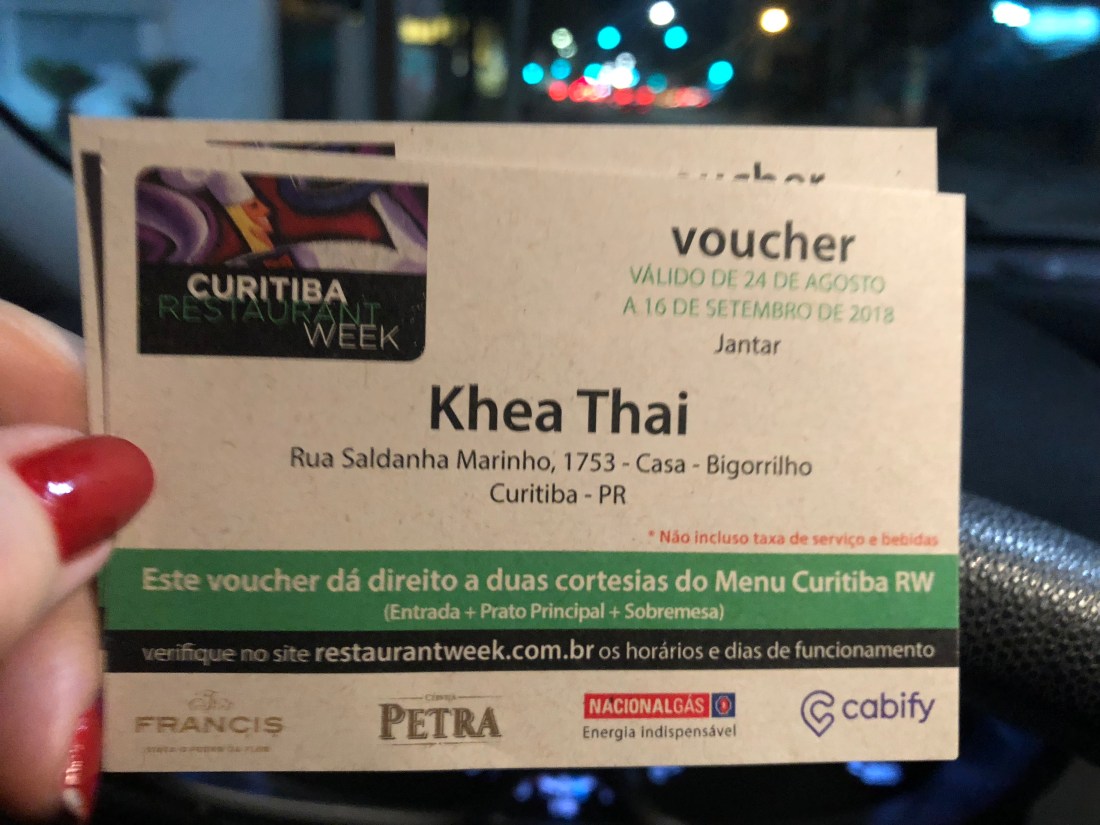 voucher
CURITIBA
RESTAURANT
WEEK
voucher
VÁLIDO DE 24 DE AGOSTO
A 16 DE SETEMBRO DE 2018
Jantar
Khea Thai
Rua Saldanha Marinho, 1753 - Casa - Bigorrilho
Curitiba - PR
* Não incluso taxa de serviço e bebidas
Este voucher dá direito a duas cortesias do Menu Curitiba RW
(Entrada + Prato Principal + Sobremesa)
verifique no site restaurantweek.com.br os horários e dias de funcionamento
FRANCIS
CERVEJA
PETRA
NACIONALGÁS
Energia indispensável
cabify